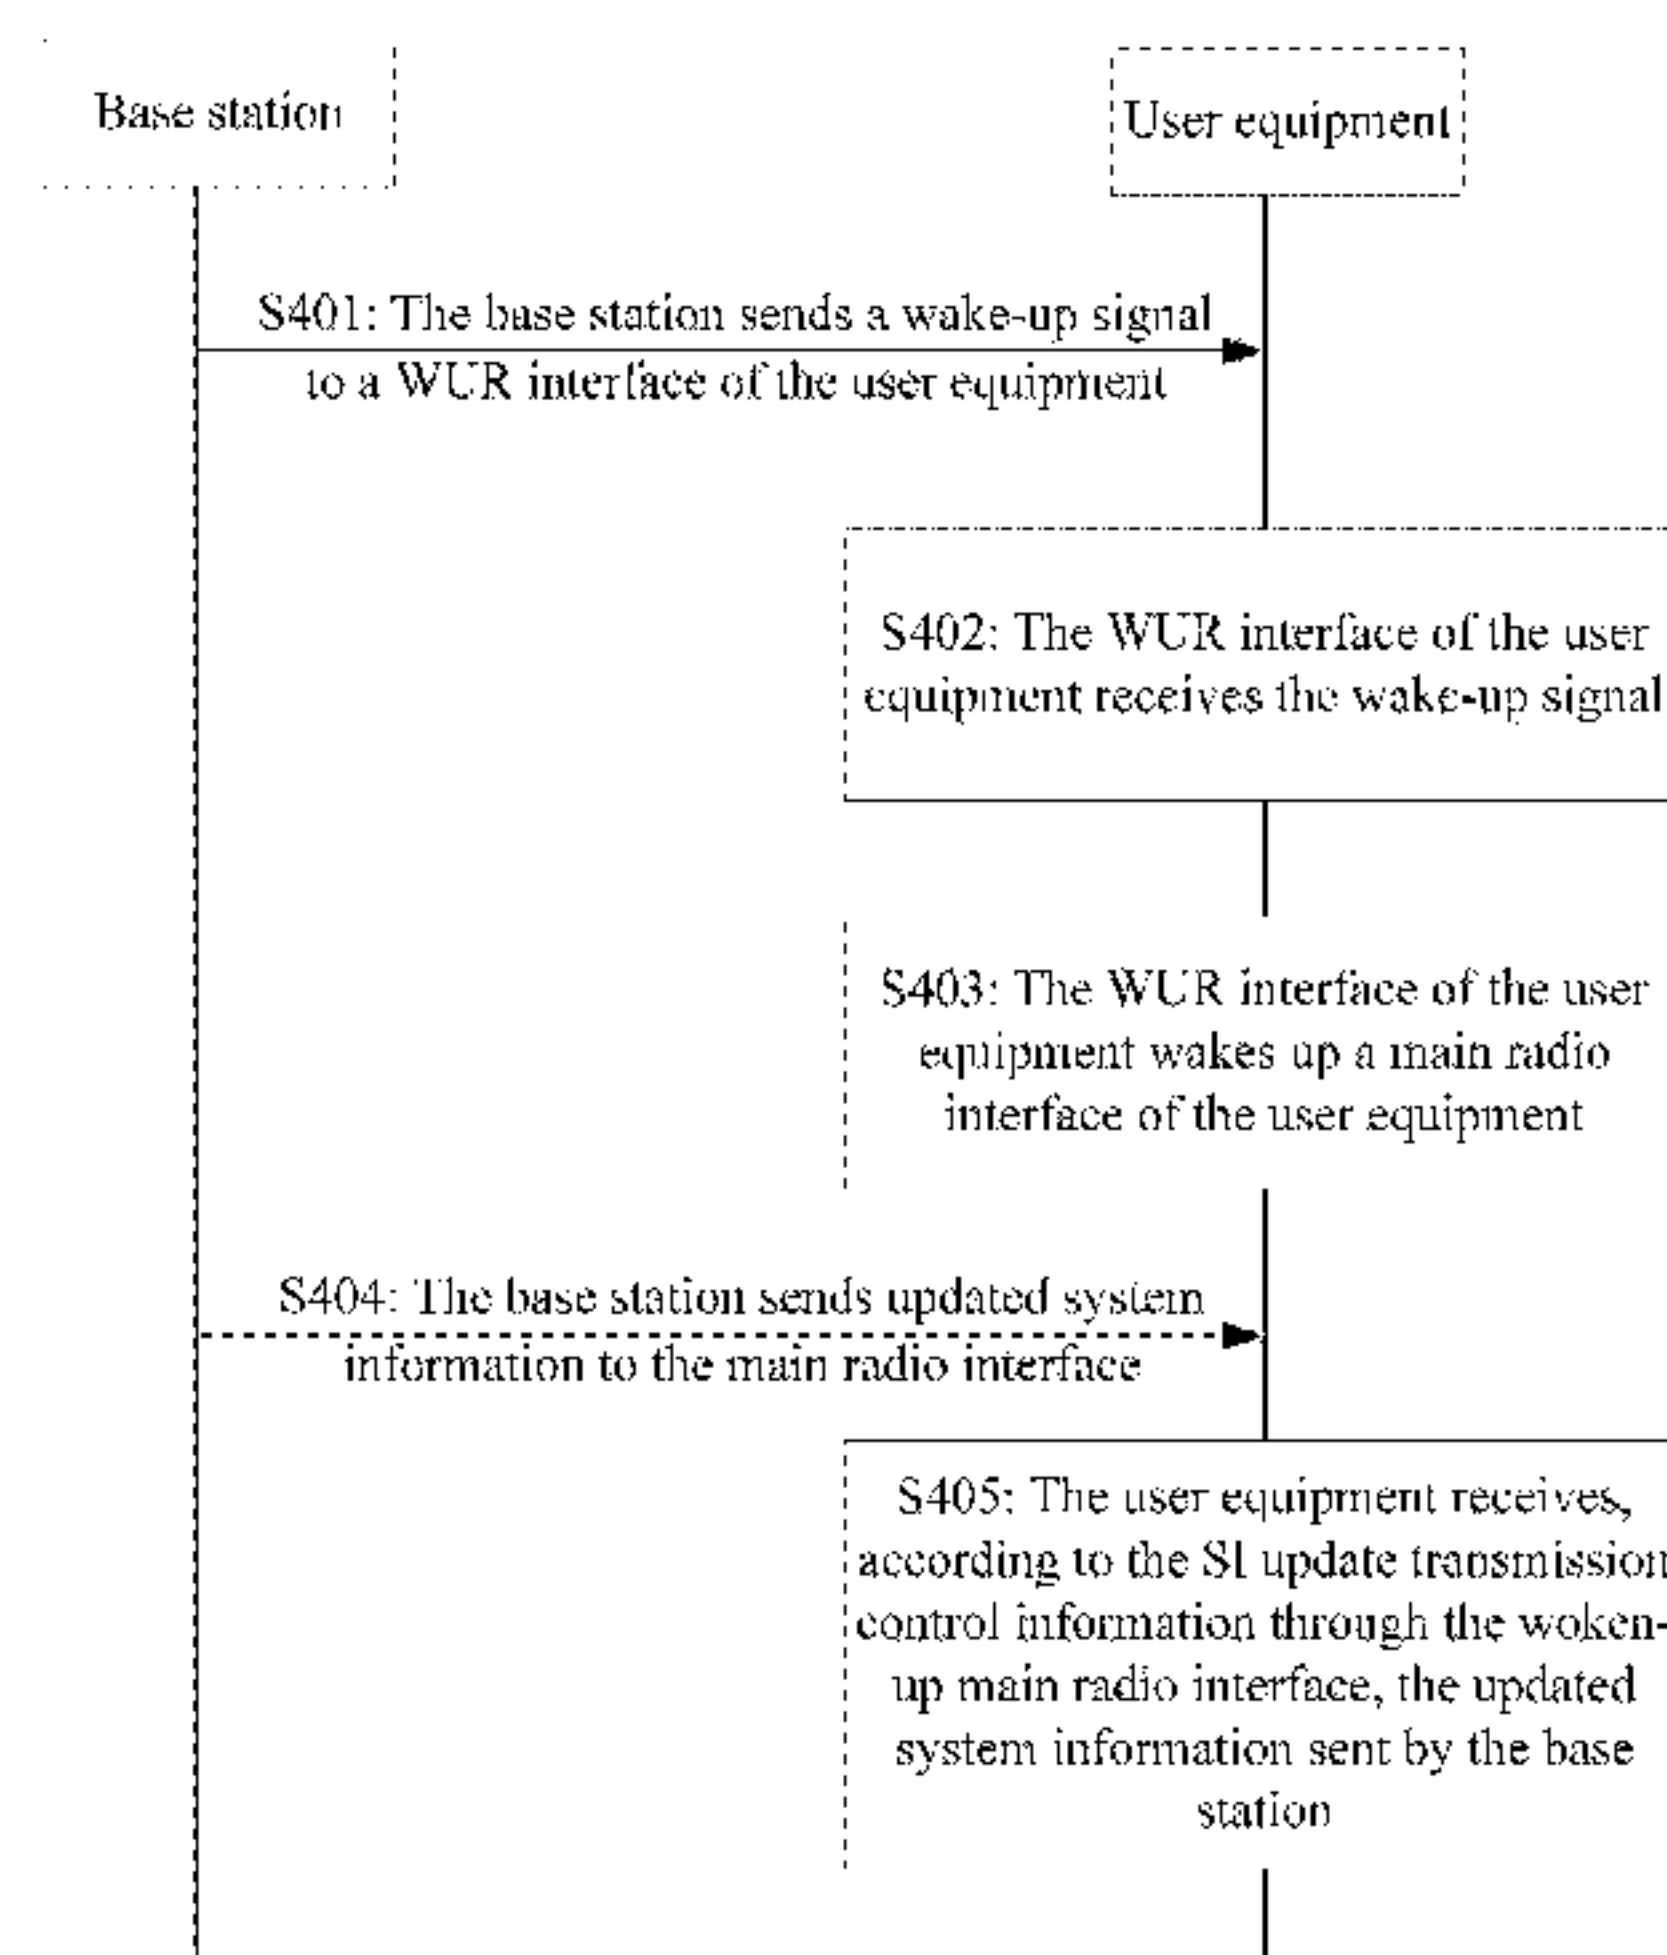 Base station
User equipment
S401: The base station sends a wake-up signal
to a WUR interface of the user equipment
S402: The WUR interface of the user
equipment receives the wake-up signal
S403: The WUR interface of the user
equipment wakes up a main radio
interface of the user equipment
S404: The base station sends updated system
information to the main radio interface
S405: The user equipment receives,
according to the SI update transmission
control information through the woken-
up main radio interface, the updated
system information sent by the base
station